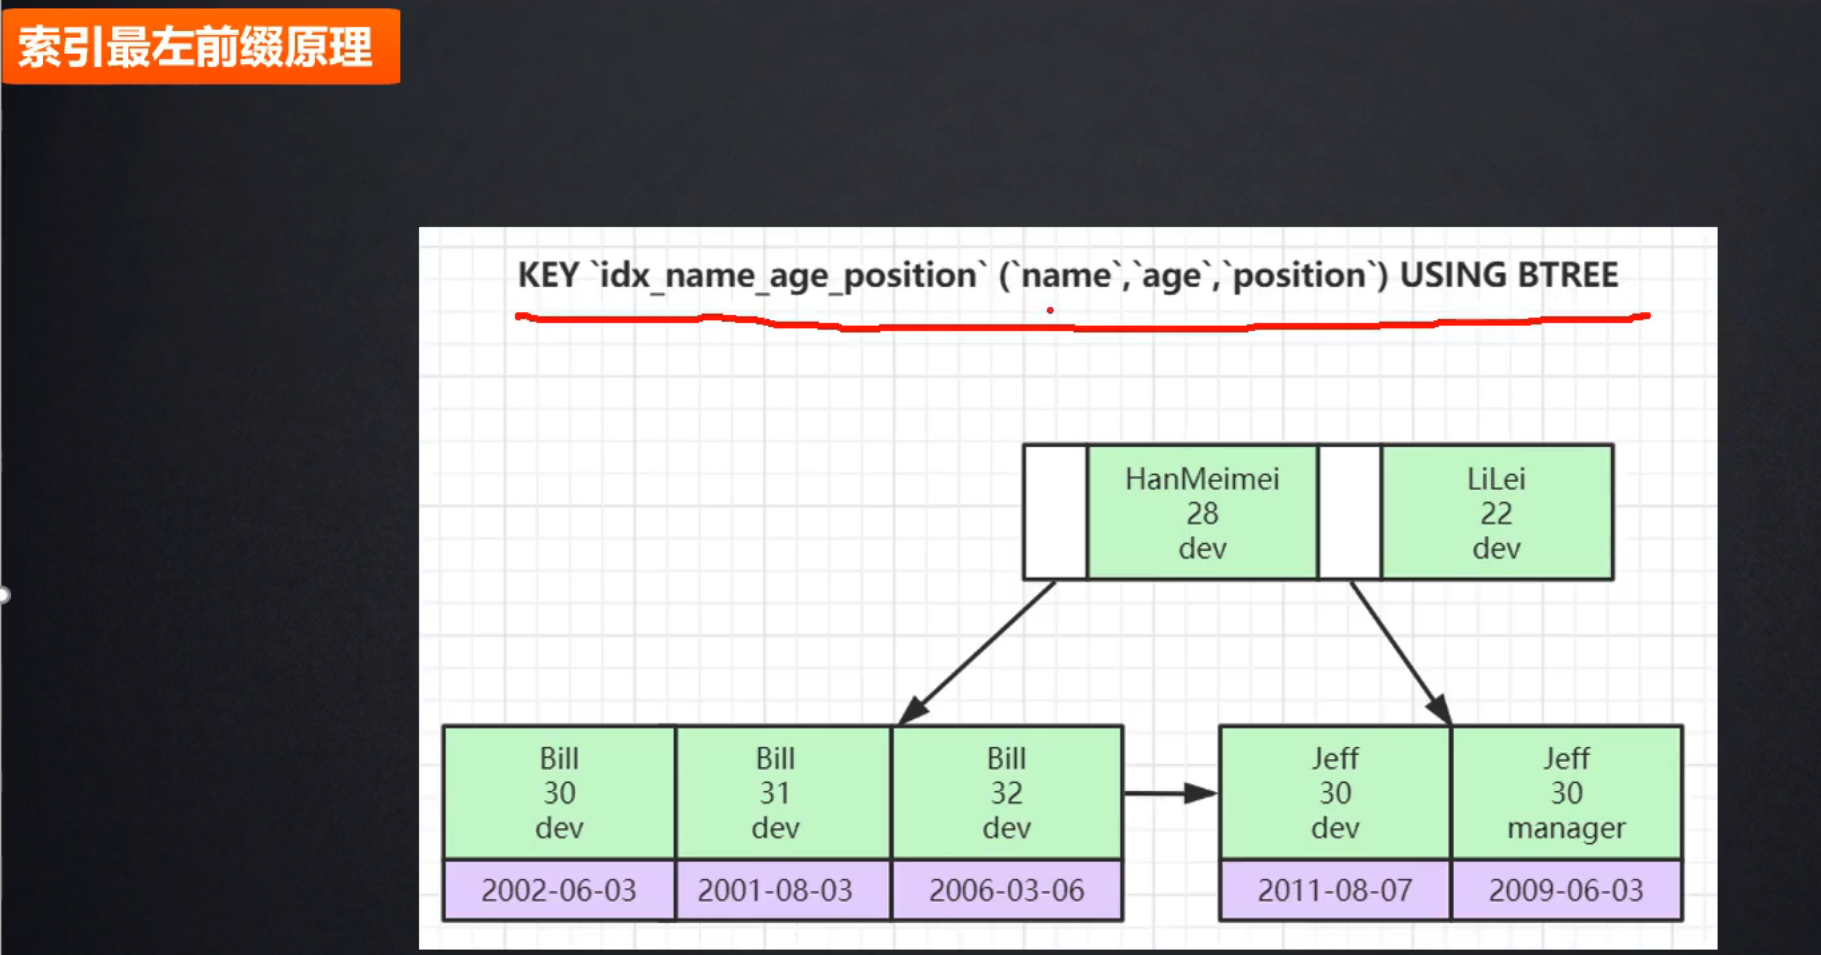 索引最左前缀原理
KEY `idx_name_age_position` (`name`,`age`,`position`) USING BTREE
HanMeimei
28
dev
LiLei
22
dev
Bill
30
dev
2002-06-03
Bill
31
dev
2001-08-03
Bill
32
dev
2006-03-06
Jeff
30
dev
2011-08-07
Jeff
30
manager
2009-06-03